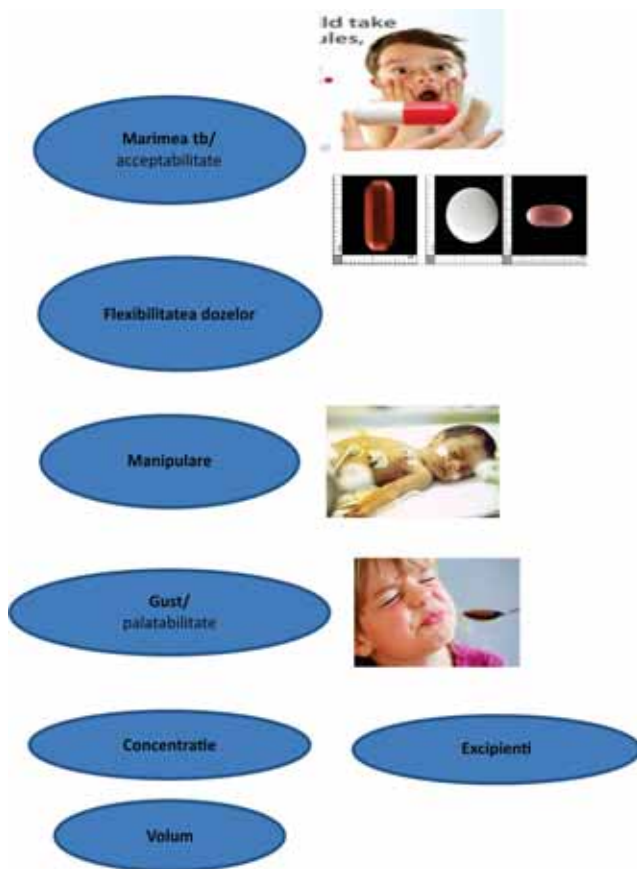 ld take
ules,
Marimea tb/
acceptabilitate
Flexibilitatea dozelor
Manipulare
Gust/
palatabilitate
Concentratie
Excipienti
Volum